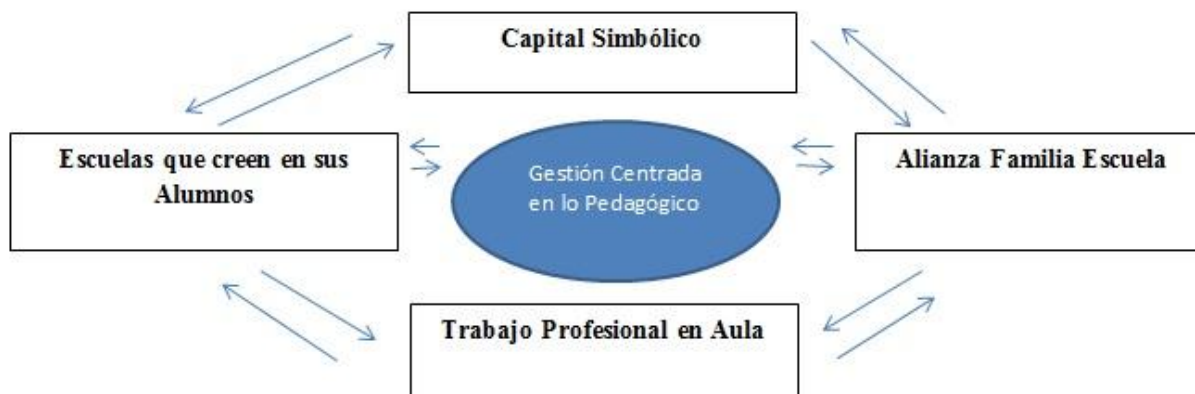 Capital Simbólico
Escuelas que creen en sus
Alumnos
Gestión Centrada
en lo Pedagógico
Alianza Familia Escuela
Trabajo Profesional en Aula